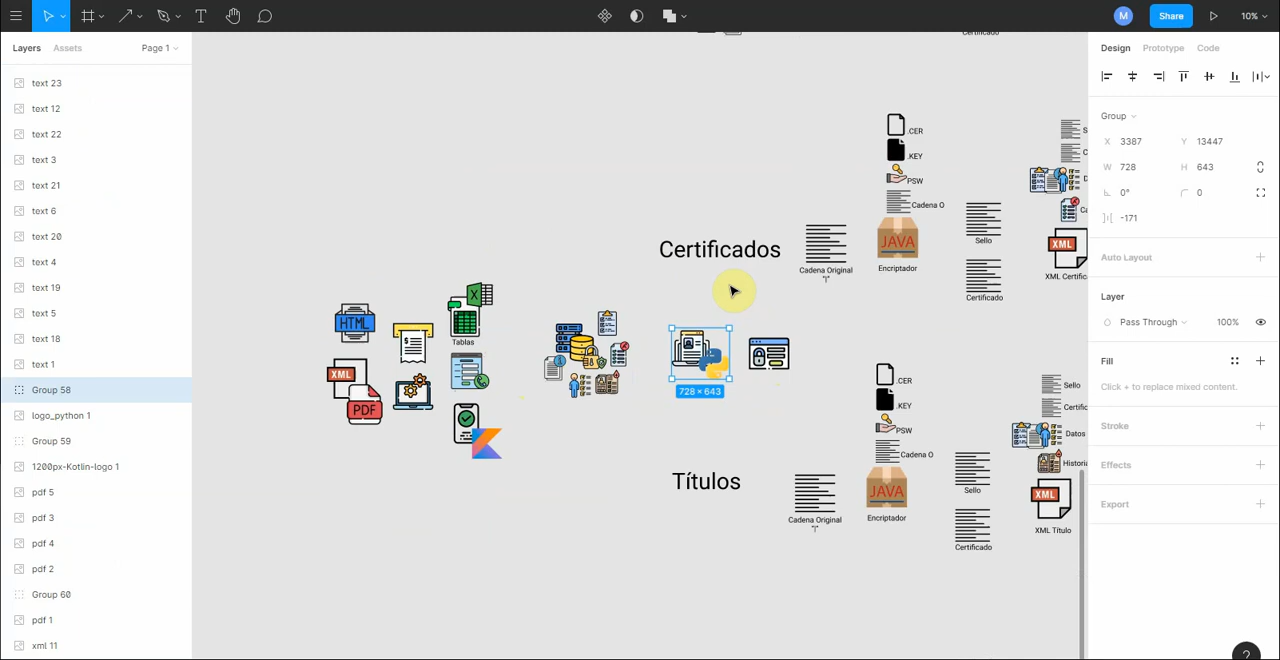 M
Share
10%
Layers
Assets
Page 1
text 23
text 12
text 22
text 3
text 21
text 6
text 20
text 4
text 19
text 5
text 18
text 1
Group 58
logo_python 1
Group 59
1200px-Kotlin-logo 1
pdf 5
pdf 3
pdf 4
pdf 2
Group 60
pdf 1
xml 11
Certificado
.CER
.KEY
PSW
Cadena O
Certificados
JAVA
Cadena Original
"|"
Encriptador
Sello
Certificado
S
C
D
Ca
XML
XML Certifica
HTML
$
X
Tablas
XML
PDF
728 × 643
.CER
.KEY
PSW
Cadena O
Títulos
JAVA
Cadena Original
"|"
Encriptador
Sello
Certificado
Sello
Certific
Datos
Historia
XML
XML Título
Design
Prototype
Code
Group
X 3387
Y 13447
W 728
H 643
0°
0
-171
Auto Layout
Layer
Pass Through
100%
Fill
Click + to replace mixed content.
Stroke
Effects
Export
?